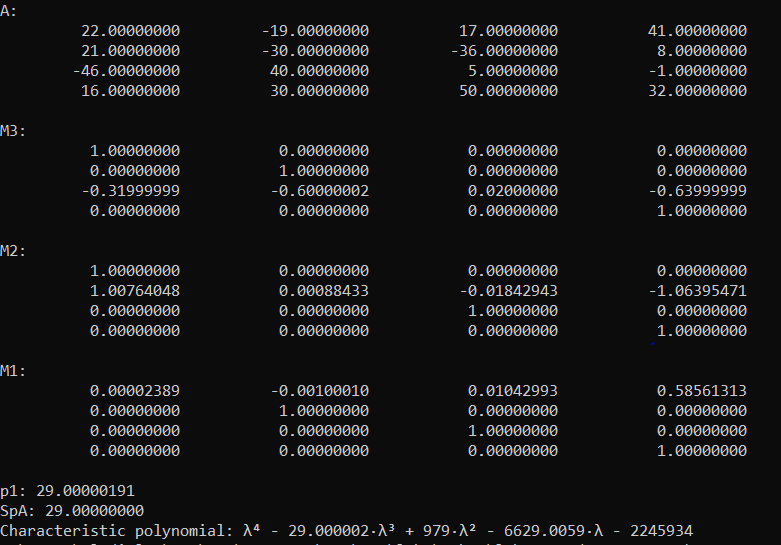 A:
22.00000000 -19.00000000 17.00000000 41.00000000
21.00000000 -30.00000000 -36.00000000 8.00000000
-46.00000000 40.00000000 5.00000000 -1.00000000
16.00000000 30.00000000 50.00000000 32.00000000
M3:
1.00000000 0.00000000 0.00000000 0.00000000
0.00000000 1.00000000 0.00000000 0.00000000
-0.31999999 -0.60000002 0.02000000 -0.63999999
0.00000000 0.00000000 0.00000000 1.00000000
M2:
1.00000000 0.00000000 0.00000000 0.00000000
1.00764048 0.00088433 -0.01842943 -1.06395471
0.00000000 0.00000000 1.00000000 0.00000000
0.00000000 0.00000000 0.00000000 1.00000000
M1:
0.00002389 -0.00100010 0.01042993 0.58561313
0.00000000 1.00000000 0.00000000 0.00000000
0.00000000 0.00000000 1.00000000 0.00000000
0.00000000 0.00000000 0.00000000 1.00000000
p1: 29.00000191
SpA: 29.00000000
Characteristic polynomial: λ⁴ - 29.000002·λ³ + 979·λ² - 6629.0059·λ - 2245934